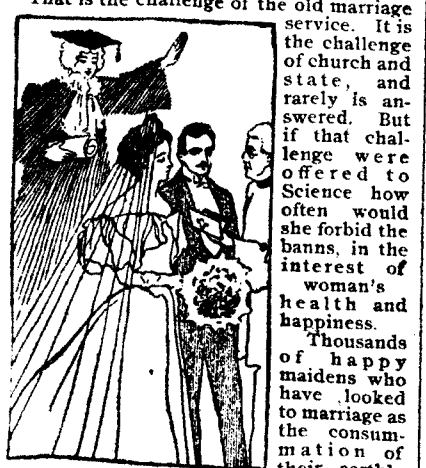 That is the challenge of the old marriage
service. It is
the challenge
of church and
state, and
rarely is an-
swered. But
if that chal-
lenge were
offered to
Science how
often would
she forbid the
banns, in the
interest of
woman's
health and
happiness.
Thousands
of happy
maidens who
have looked
to marriage as
the consum-
mation of
their